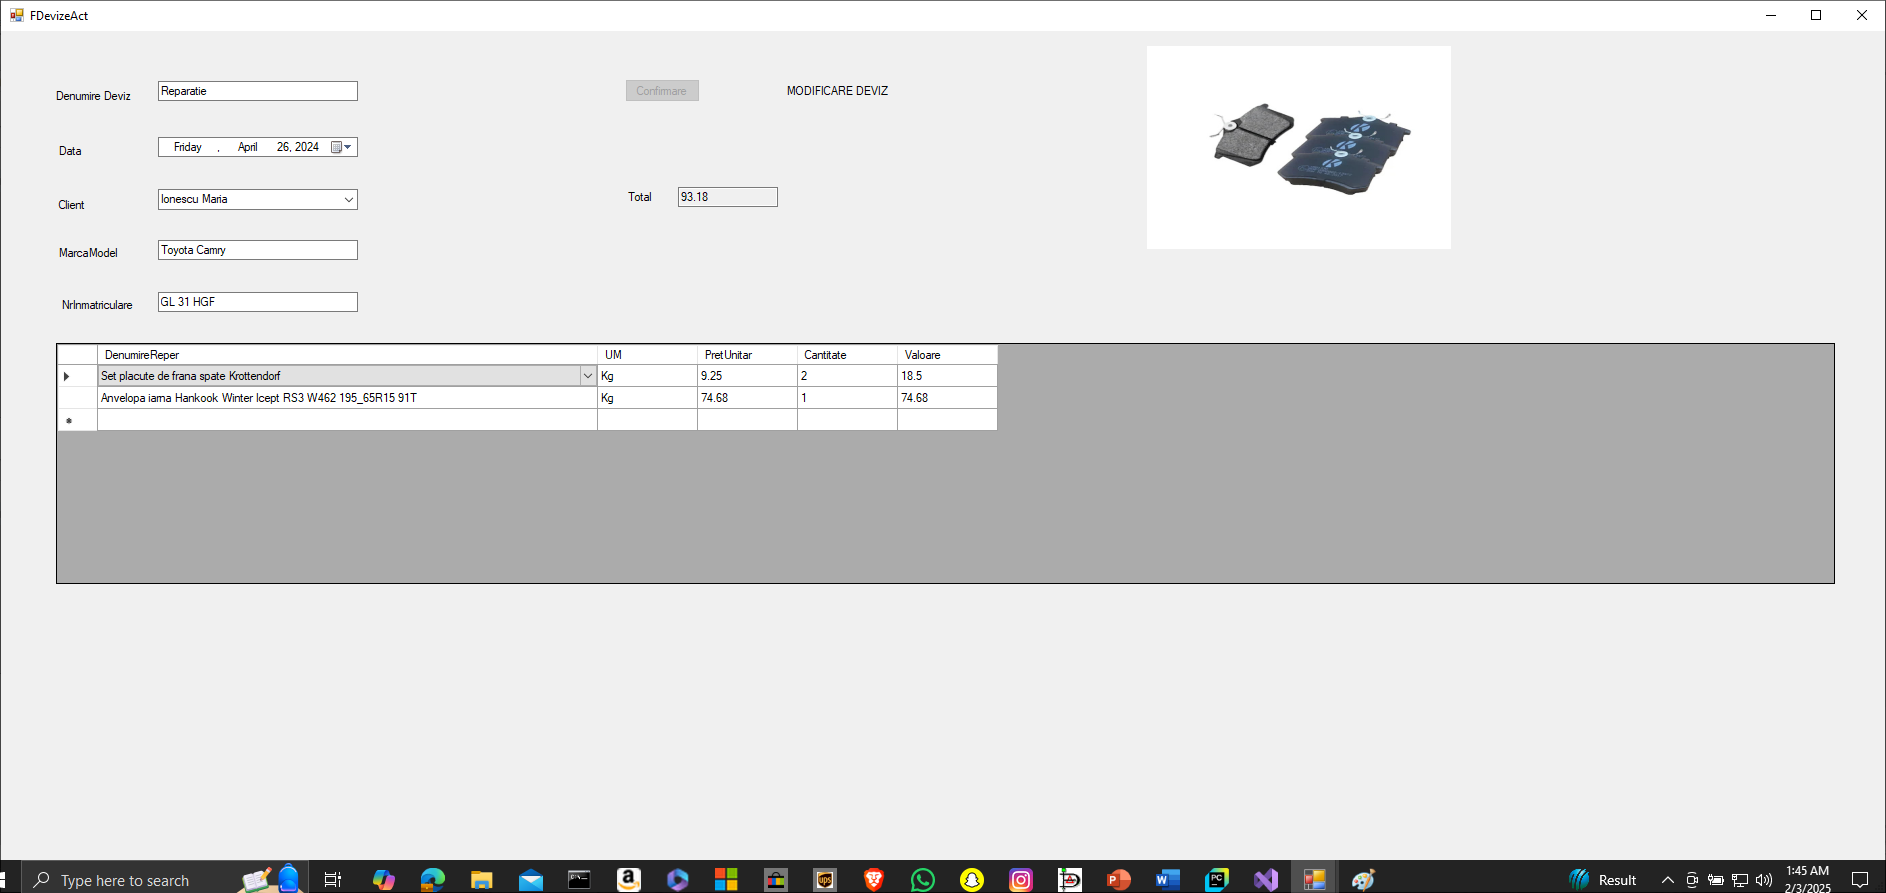 FDevizeAct
Denumire Deviz Reparatie Confirmare MODIFICARE DEVIZ
Data Friday , April 26, 2024
Client Ionescu Maria Total 93.18
MarcaModel Toyota Camry
NrInmatriculare GL 31 HGF
DenumireReper UM PretUnitar Cantitate Valoare
Set placute de frana spate Krottendorf Kg 9.25 2 18.5
Anvelopa iarna Hankook Winter Icept RS3 W462 195_65R15 91T Kg 74.68 1 74.68
Type here to search
Result
1:45 AM
2/3/2025